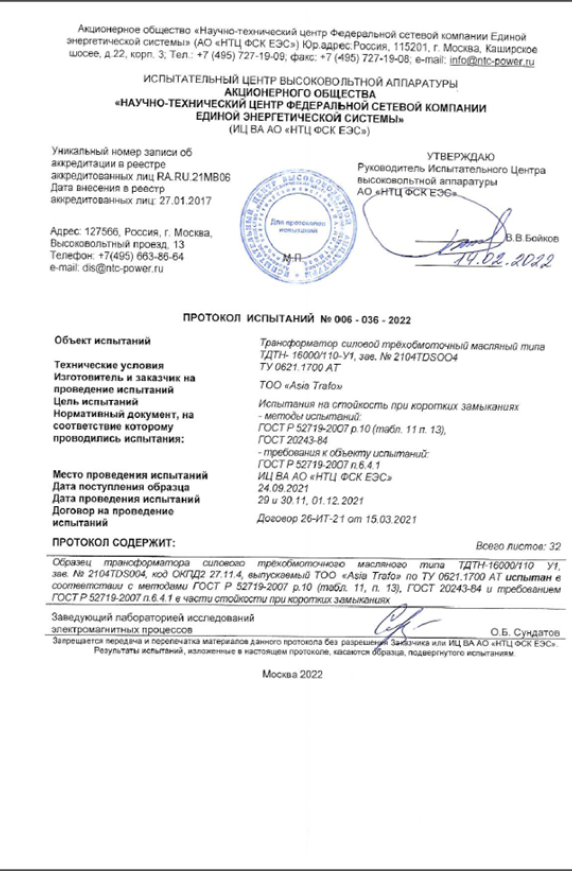 Акционерное общество «Научно-технический центр Федеральной сетевой компании Единой
энергетической системы» (АО «НТЦ ФСК ЕЭС») Юр.адрес:Россия, 115201, г. Москва, Каширское
шоссе, д.22, корп. 3; Тел.: +7 (495) 727-19-09; факс: +7 (495) 727-19-08; e-mail: info@ntc-power.ru
ИСПЫТАТЕЛЬНЫЙ ЦЕНТР ВЫСОКОВОЛЬТНОЙ АППАРАТУРЫ
АКЦИОНЕРНОГО ОБЩЕСТВА
«НАУЧНО-ТЕХНИЧЕСКИЙ ЦЕНТР ФЕДЕРАЛЬНОЙ СЕТЕВОЙ КОМПАНИИ
ЕДИНОЙ ЭНЕРГЕТИЧЕСКОЙ СИСТЕМЫ»
(ИЦ ВА АО «НТЦ ФСК ЕЭС»)
Уникальный номер записи об
аккредитации в реестре
аккредитованных лиц RA.RU.21МВ06
Дата внесения в реестр
аккредитованных лиц: 27.01.2017
Адрес: 127566, Россия, г. Москва,
Высоковольтный проезд, 13
Телефон: +7(495) 663-86-64
e-mail: dis@ntc-power.ru
Для протоколов
испытаний
М.П.
УТВЕРЖДАЮ
Руководитель Испытательного Центра
высоковольтной аппаратуры
АО «НТЦ ФСК ЕЭС»
В.В.Бойков
14.02.2022
ПРОТОКОЛ ИСПЫТАНИЙ № 006 - 036 - 2022
Объект испытаний Трансформатор силовой трёхобмоточный масляный типа
ТДТН- 16000/110-У1, зав. № 2104TDSOO4
Технические условия ТУ 0621.1700 АТ
Изготовитель и заказчик на
проведение испытаний ТОО «Asia Trafo»
Цель испытаний Испытания на стойкость при коротких замыканиях
Нормативный документ, на - методы испытаний:
соответствие которому ГОСТ Р 52719-2007 р.10 (табл. 11 п. 13),
проводились испытания: ГОСТ 20243-84
- требования к объекту испытаний:
ГОСТ Р 52719-2007 п.6.4.1
Место проведения испытаний ИЦ ВА АО «НТЦ ФСК ЕЭС»
Дата поступления образца 24.09.2021
Дата проведения испытаний 29 и 30.11, 01.12.2021
Договор на проведение
испытаний Договор 26-ИТ-21 от 15.03.2021
ПРОТОКОЛ СОДЕРЖИТ: Всего листов: 32
Образец трансформатора силового трёхобмоточного масляного типа ТДТН-16000/110 У1,
зав. № 2104TDS004, код ОКПД2 27.11.4, выпускаемый ТОО «Asia Trafo» по ТУ 0621.1700 АТ испытан в
соответствии с методами ГОСТ Р 52719-2007 р.10 (табл. 11, п. 13), ГОСТ 20243-84 и требованием
ГОСТ Р 52719-2007 п.6.4.1 в части стойкости при коротких замыканиях
Заведующий лабораторией исследований
электромагнитных процессов О.Б. Сундатов
Запрещается передача и перепечатка материалов данного протокола без разрешения Заказчика или ИЦ ВА АО «НТЦ ФСК ЕЭС».
Результаты испытаний, изложенные в настоящем протоколе, касаются образца, подвергнутого испытаниям.
Москва 2022